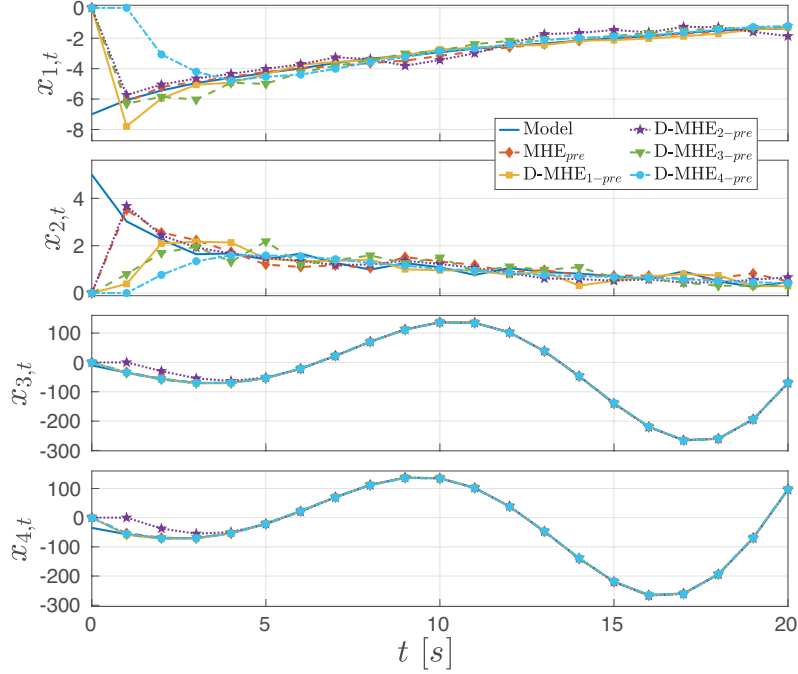 0
-2
-4
-6
-8
x1,t
Model
MHEpre
D-MHE1−pre
D-MHE2−pre
D-MHE3−pre
D-MHE4−pre
4
2
0
x2,t
100
0
-100
-200
-300
x3,t
100
0
-100
-200
-300
x4,t
0 5 10 15 20
t [s]